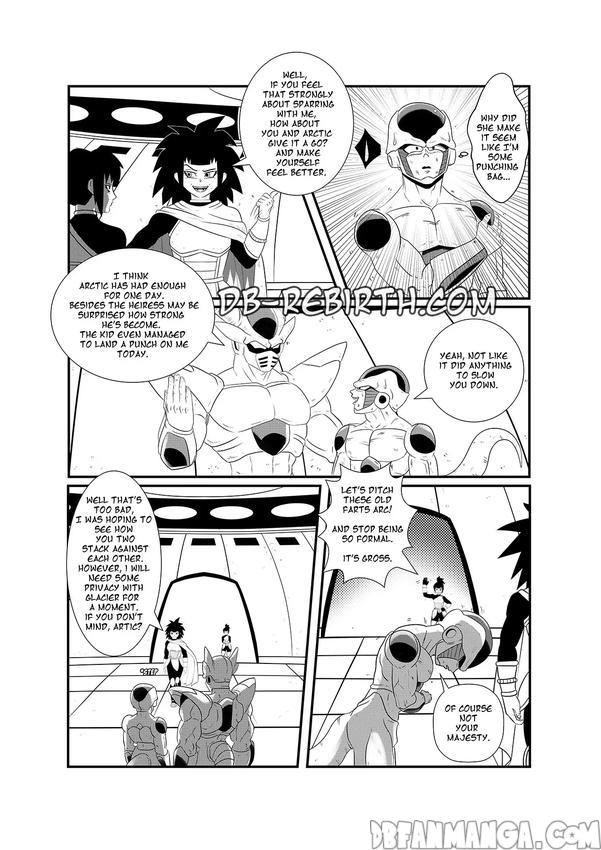 WELL,
IF YOU FEEL
THAT STRONGLY
ABOUT SPARRING
WITH ME,
HOW ABOUT
YOU AND ARCTIC
GIVE IT A GO?
AND MAKE
YOURSELF
FEEL BETTER.
WHY DID
SHE MAKE IT
SEEM
LIKE I'M
SOME
PUNCHING
BAG...
I THINK
ARCTIC HAS HAD ENOUGH
FOR ONE DAY.
BESIDES THE HEIRESS MAY BE
SURPRISED HOW STRONG
HE'S BECOME.
THE KID EVEN MANAGED
TO LAND A PUNCH ON ME
TODAY.
DB-REBIRTH.COM
YEAH, NOT LIKE
IT DID ANYTHING
TO SLOW
YOU DOWN.
WELL THAT'S
TOO BAD,
I WAS HOPING
TO SEE
HOW
YOU TWO
STACK AGAINST
EACH OTHER.
HOWEVER, I WILL
NEED SOME
PRIVACY WITH
GLACIER FOR
A MOMENT.
IF YOU DON'T
MIND, ARTIC?
*STEP
LET'S DITCH
THESE OLD
FARTS ARC!
AND STOP BEING
SO FORMAL.
IT'S GROSS.
OF COURSE
NOT
YOUR
MAJESTY.
DBFANMANGA.COM